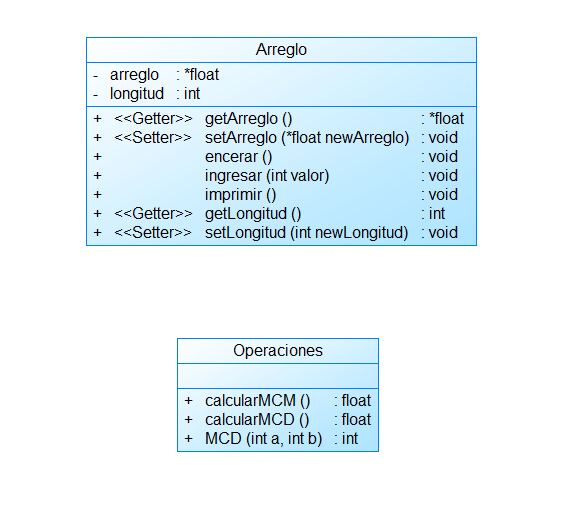 Arreglo
- arreglo : *float
- longitud : int
+ <<Getter>> getArreglo () : *float
+ <<Setter>> setArreglo (*float newArreglo) : void
+ encerar () : void
+ ingresar (int valor) : void
+ imprimir () : void
+ <<Getter>> getLongitud () : int
+ <<Setter>> setLongitud (int newLongitud) : void
Operaciones
+ calcularMCM () : float
+ calcularMCD () : float
+ MCD (int a, int b) : int